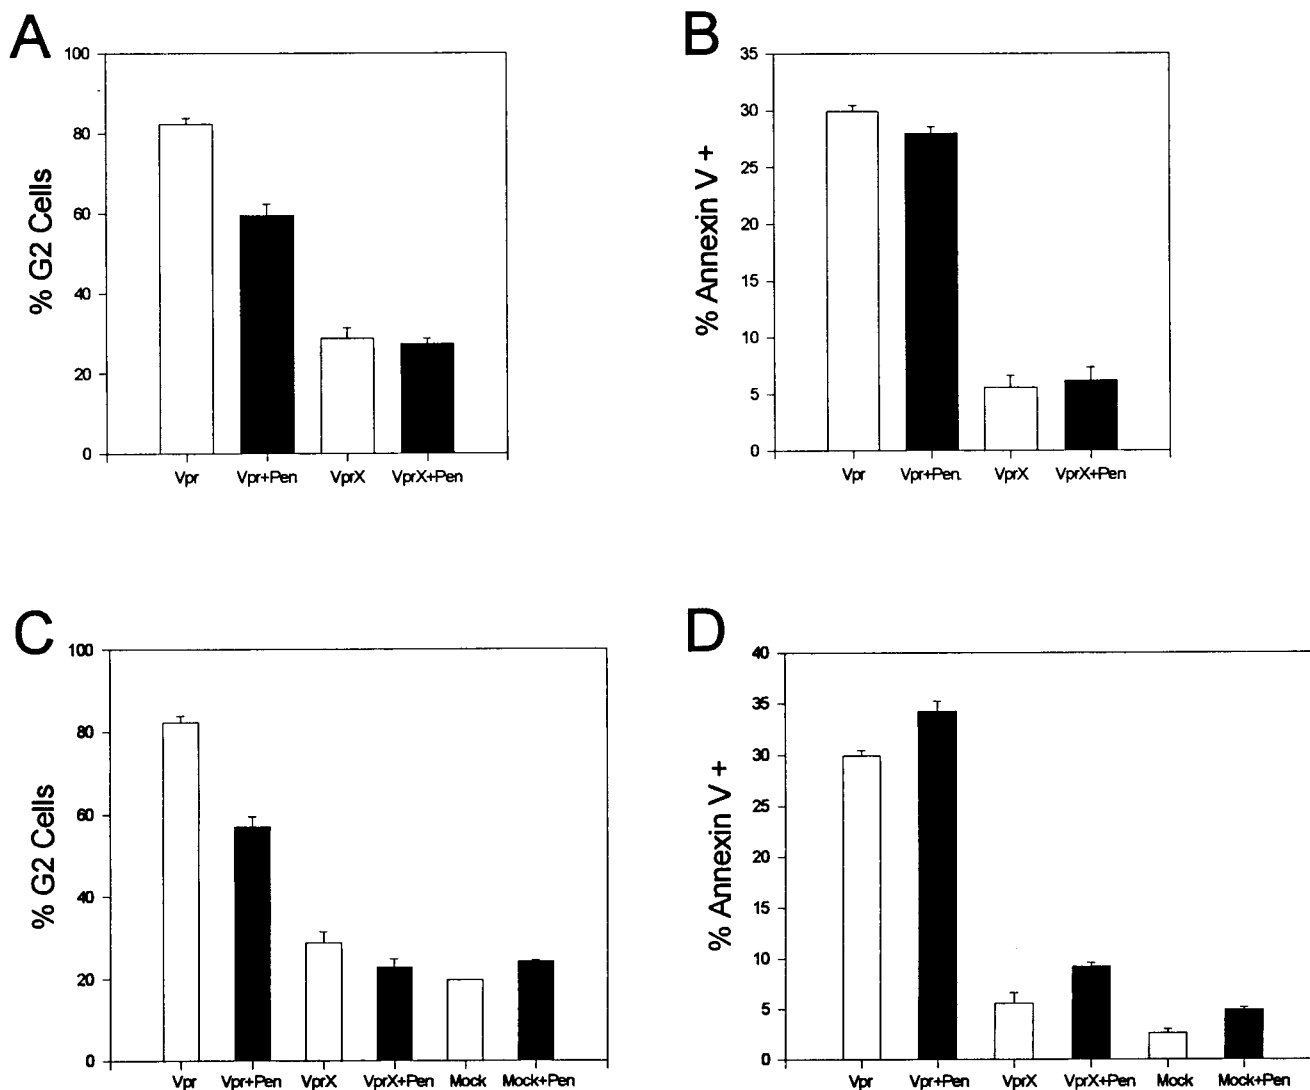 A
100
80
60
40
20
0
% G2 Cells
Vpr Vpr+Pen VprX VprX+Pen
B
35
30
25
20
15
10
5
0
% Annexin V +
Vpr Vpr+Pen. VprX VprX+Pen
C
100
80
60
40
20
0
% G2 Cells
Vpr Vpr+Pen VprX VprX+Pen Mock Mock+Pen
D
40
35
30
25
20
15
10
5
0
% Annexin V +
Vpr Vpr+Pen VprX VprX+Pen Mock Mock+Pen